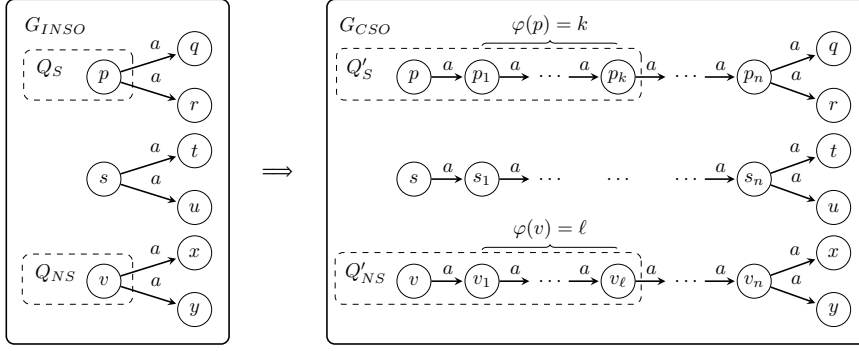 G_{INSO}
Q_S p a a q r
s a a t u
Q_{NS} v a a x y
⟹
G_{CSO}
φ(p) = k
Q'_S p a p_1 a ⋯ a p_k a ⋯ a p_n a a q r
s a s_1 a ⋯ ⋯ ⋯ a s_n a a t u
φ(v) = ℓ
Q'_{NS} v a v_1 a ⋯ a v_ℓ a ⋯ a v_n a a x y